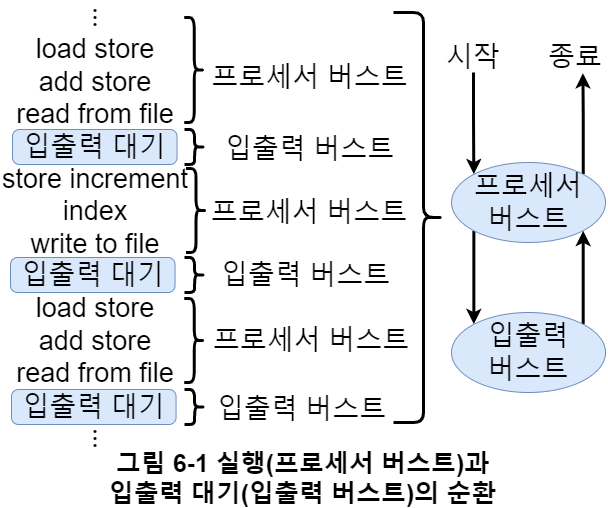 ⋮
load store
add store
read from file
프로세서 버스트
입출력 대기
입출력 버스트
store increment
index
write to file
프로세서 버스트
입출력 대기
입출력 버스트
load store
add store
read from file
프로세서 버스트
입출력 대기
입출력 버스트
⋮
시작
종료
프로세서
버스트
입출력
버스트
그림 6-1 실행(프로세서 버스트)과
입출력 대기(입출력 버스트)의 순환